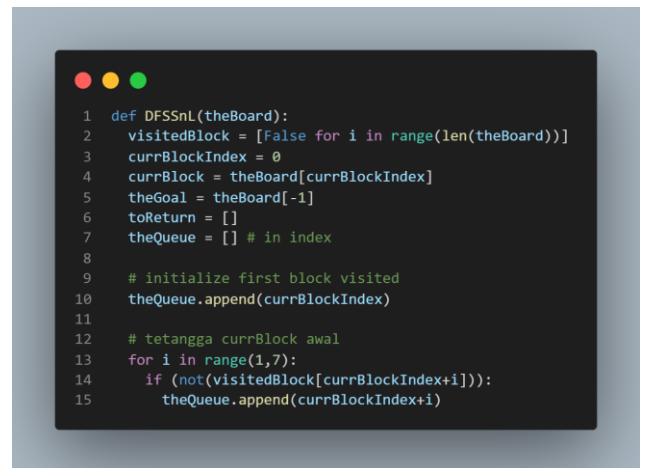 1 def DFSSnL(theBoard):
2   visitedBlock = [False for i in range(len(theBoard))]
3   currBlockIndex = 0
4   currBlock = theBoard[currBlockIndex]
5   theGoal = theBoard[-1]
6   toReturn = []
7   theQueue = [] # in index
8
9   # initialize first block visited
10   theQueue.append(currBlockIndex)
11
12   # tetangga currBlock awal
13   for i in range(1,7):
14     if (not(visitedBlock[currBlockIndex+i])):
15       theQueue.append(currBlockIndex+i)